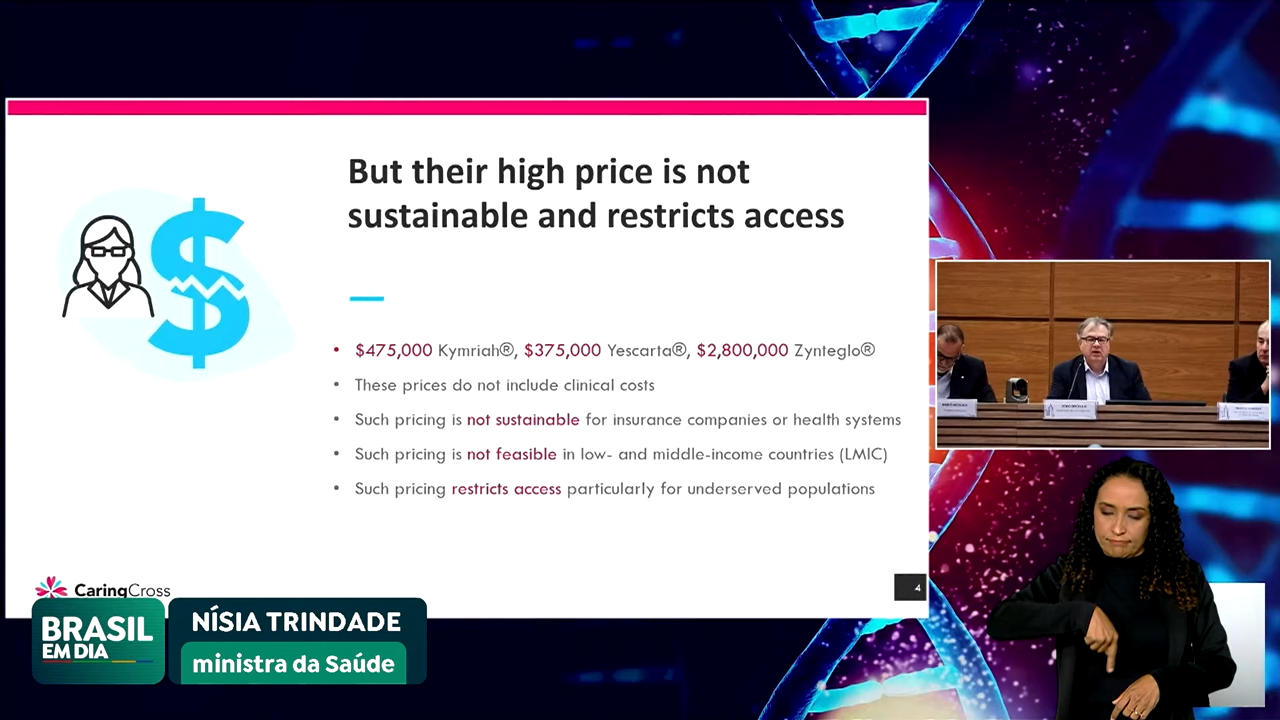 But their high price is not
sustainable and restricts access
• $475,000 Kymriah®, $375,000 Yescarta®, $2,800,000 Zynteglo®
• These prices do not include clinical costs
• Such pricing is not sustainable for insurance companies or health systems
• Such pricing is not feasible in low- and middle-income countries (LMIC)
• Such pricing restricts access particularly for underserved populations
CaringCross
4
BRASIL
EM DIA
NÍSIA TRINDADE
ministra da Saúde